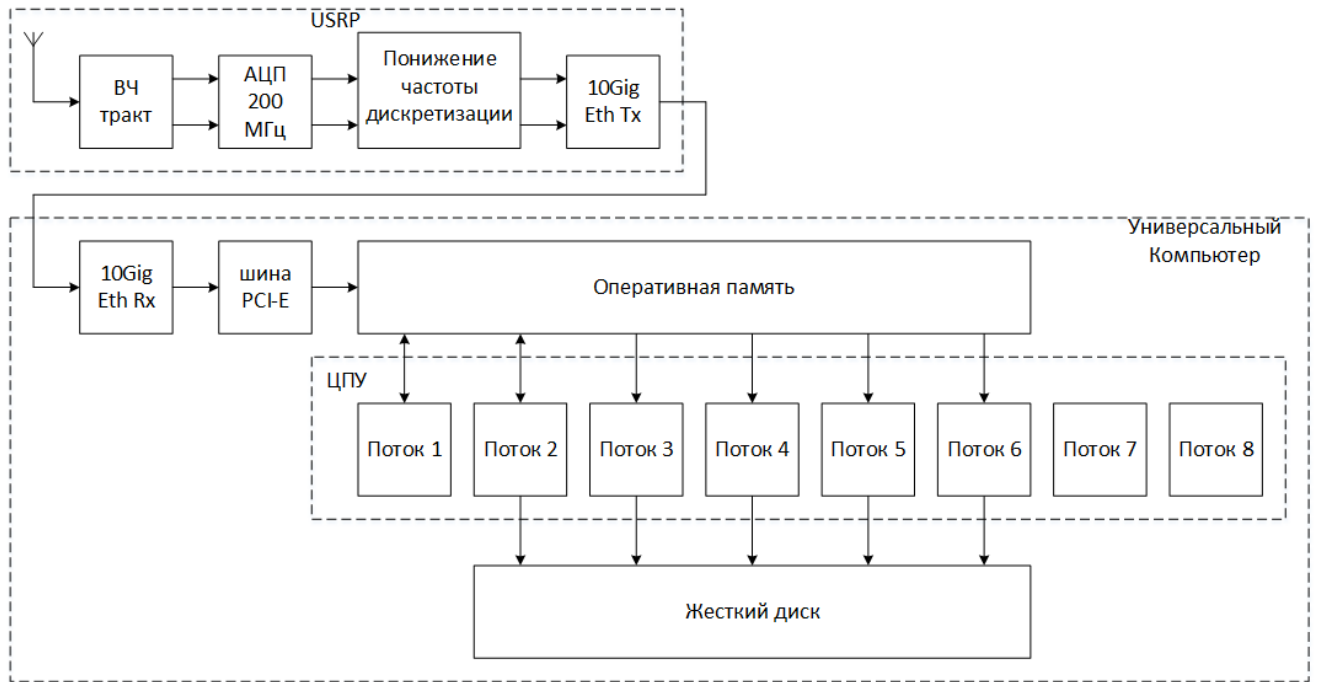 USRP
ВЧ
тракт
АЦП
200
МГц
Понижение
частоты
дискретизации
10Gig
Eth Tx
Универсальный
Компьютер
10Gig
Eth Rx
шина
PCI-E
Оперативная память
ЦПУ
Поток 1
Поток 2
Поток 3
Поток 4
Поток 5
Поток 6
Поток 7
Поток 8
Жесткий диск